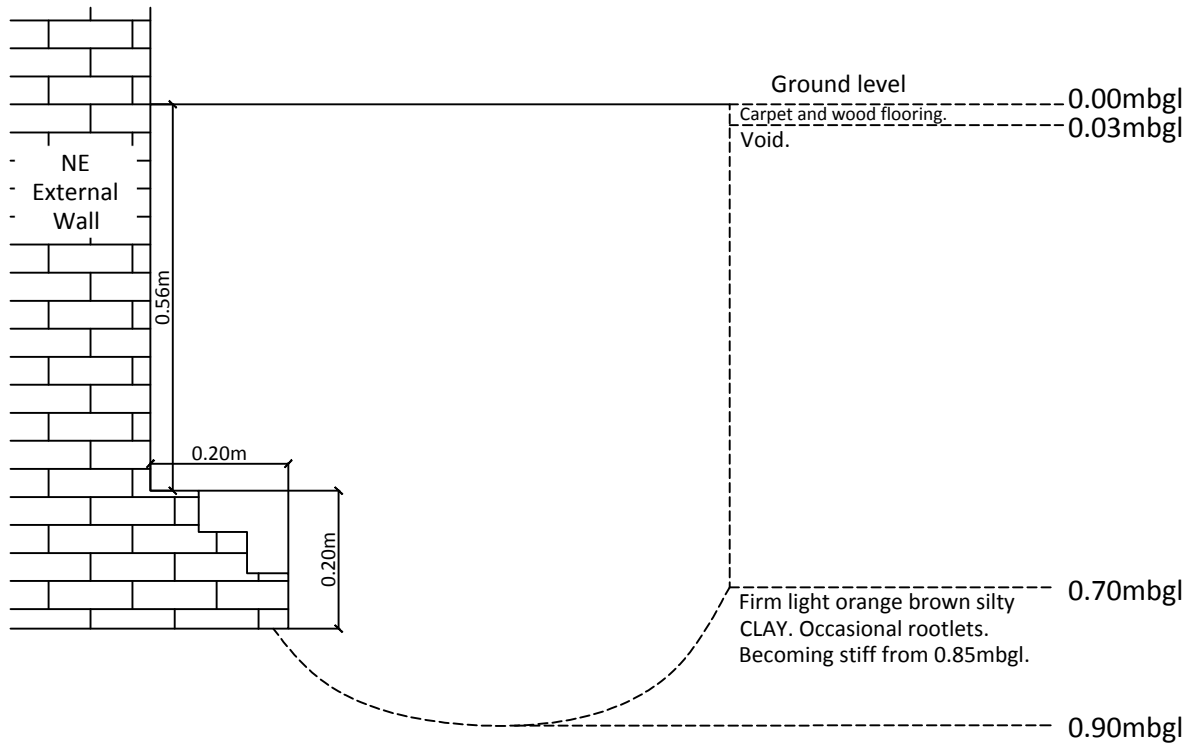 Ground level
0.00mbgl
Carpet and wood flooring.
0.03mbgl
Void.
NE
External
Wall
0.56m
0.20m
0.20m
0.70mbgl
Firm light orange brown silty
CLAY. Occasional rootlets.
Becoming stiff from 0.85mbgl.
0.90mbgl